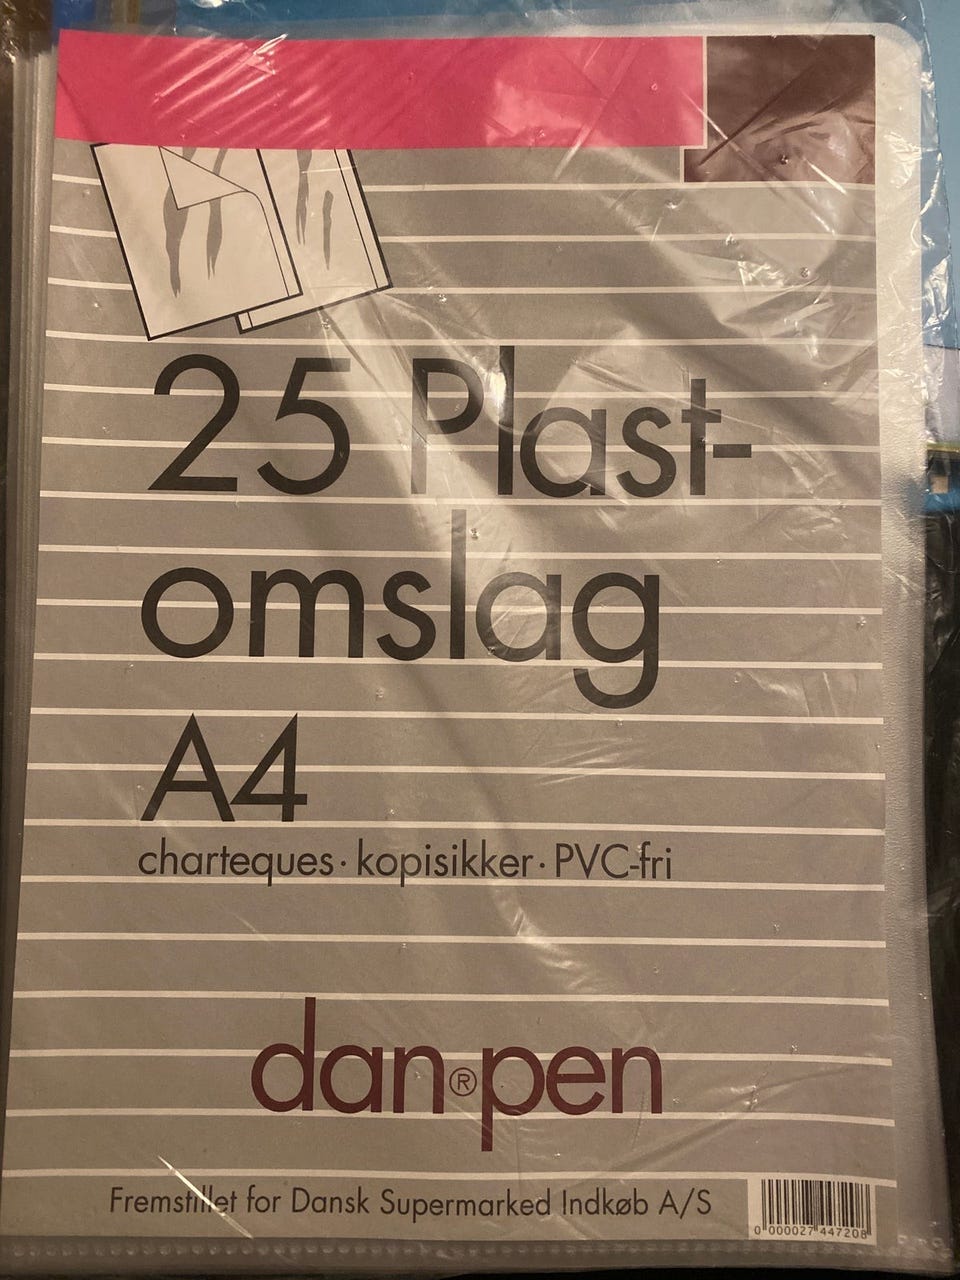 25 Plast-
omslag
A4
charteques · kopisikker · PVC-fri
dan®pen
Fremstillet for Dansk Supermarked Indkøb A/S
0 000027 447208